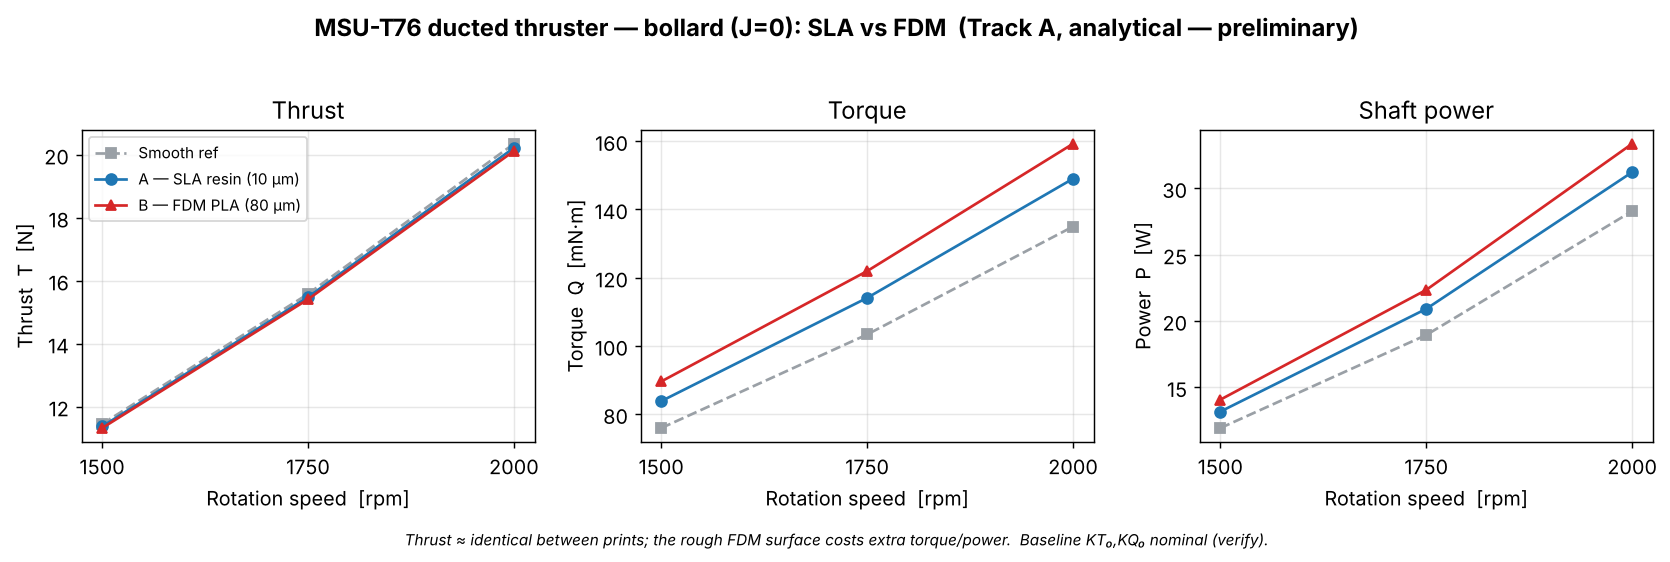 MSU-T76 ducted thruster — bollard (J=0): SLA vs FDM  (Track A, analytical — preliminary)
Thrust
Thrust  T  [N]
20
18
16
14
12
Smooth ref
A — SLA resin (10 µm)
B — FDM PLA (80 µm)
1500
1750
2000
Rotation speed  [rpm]
Torque
Torque  Q  [mN·m]
160
140
120
100
80
1500
1750
2000
Rotation speed  [rpm]
Shaft power
Power  P  [W]
30
25
20
15
1500
1750
2000
Rotation speed  [rpm]
Thrust ≈ identical between prints; the rough FDM surface costs extra torque/power.  Baseline KT₀,KQ₀ nominal (verify).